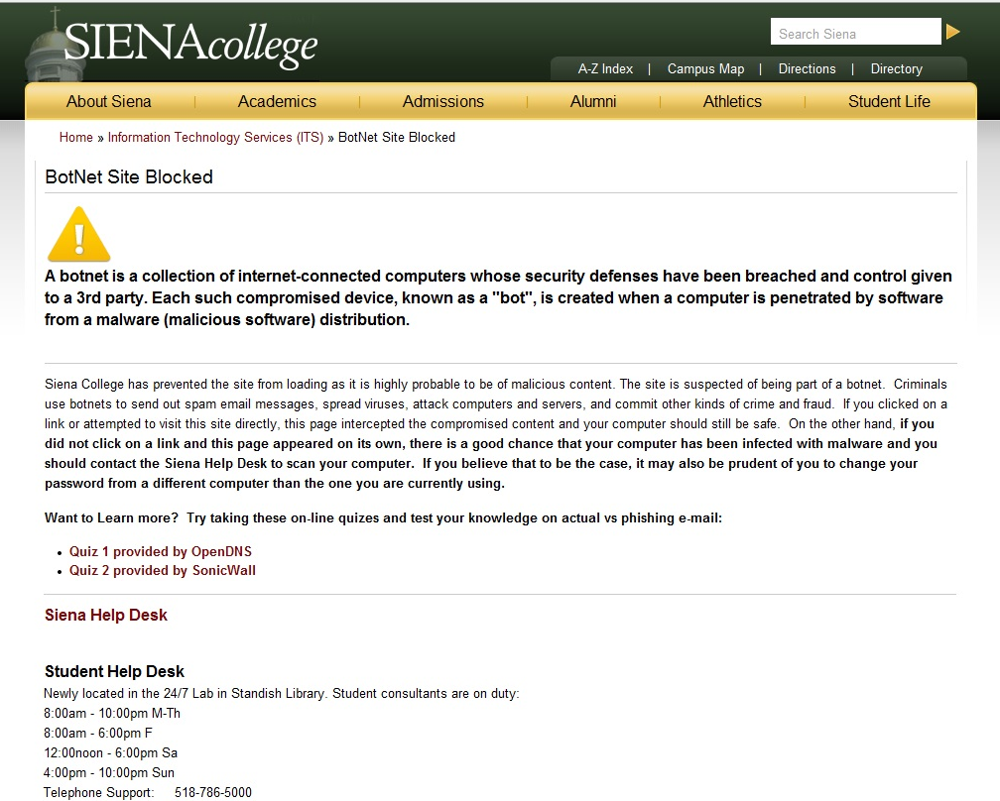 SIENAcollege
Search Siena
A-Z Index | Campus Map | Directions | Directory
About Siena Academics Admissions Alumni Athletics Student Life
Home » Information Technology Services (ITS) » BotNet Site Blocked
BotNet Site Blocked
A botnet is a collection of internet-connected computers whose security defenses have been breached and control given
to a 3rd party. Each such compromised device, known as a "bot", is created when a computer is penetrated by software
from a malware (malicious software) distribution.
Siena College has prevented the site from loading as it is highly probable to be of malicious content. The site is suspected of being part of a botnet. Criminals
use botnets to send out spam email messages, spread viruses, attack computers and servers, and commit other kinds of crime and fraud. If you clicked on a
link or attempted to visit this site directly, this page intercepted the compromised content and your computer should still be safe. On the other hand, if you
did not click on a link and this page appeared on its own, there is a good chance that your computer has been infected with malware and you
should contact the Siena Help Desk to scan your computer. If you believe that to be the case, it may also be prudent of you to change your
password from a different computer than the one you are currently using.
Want to Learn more? Try taking these on-line quizes and test your knowledge on actual vs phishing e-mail:
• Quiz 1 provided by OpenDNS
• Quiz 2 provided by SonicWall
Siena Help Desk
Student Help Desk
Newly located in the 24/7 Lab in Standish Library. Student consultants are on duty:
8:00am - 10:00pm M-Th
8:00am - 6:00pm F
12:00noon - 6:00pm Sa
4:00pm - 10:00pm Sun
Telephone Support: 518-786-5000